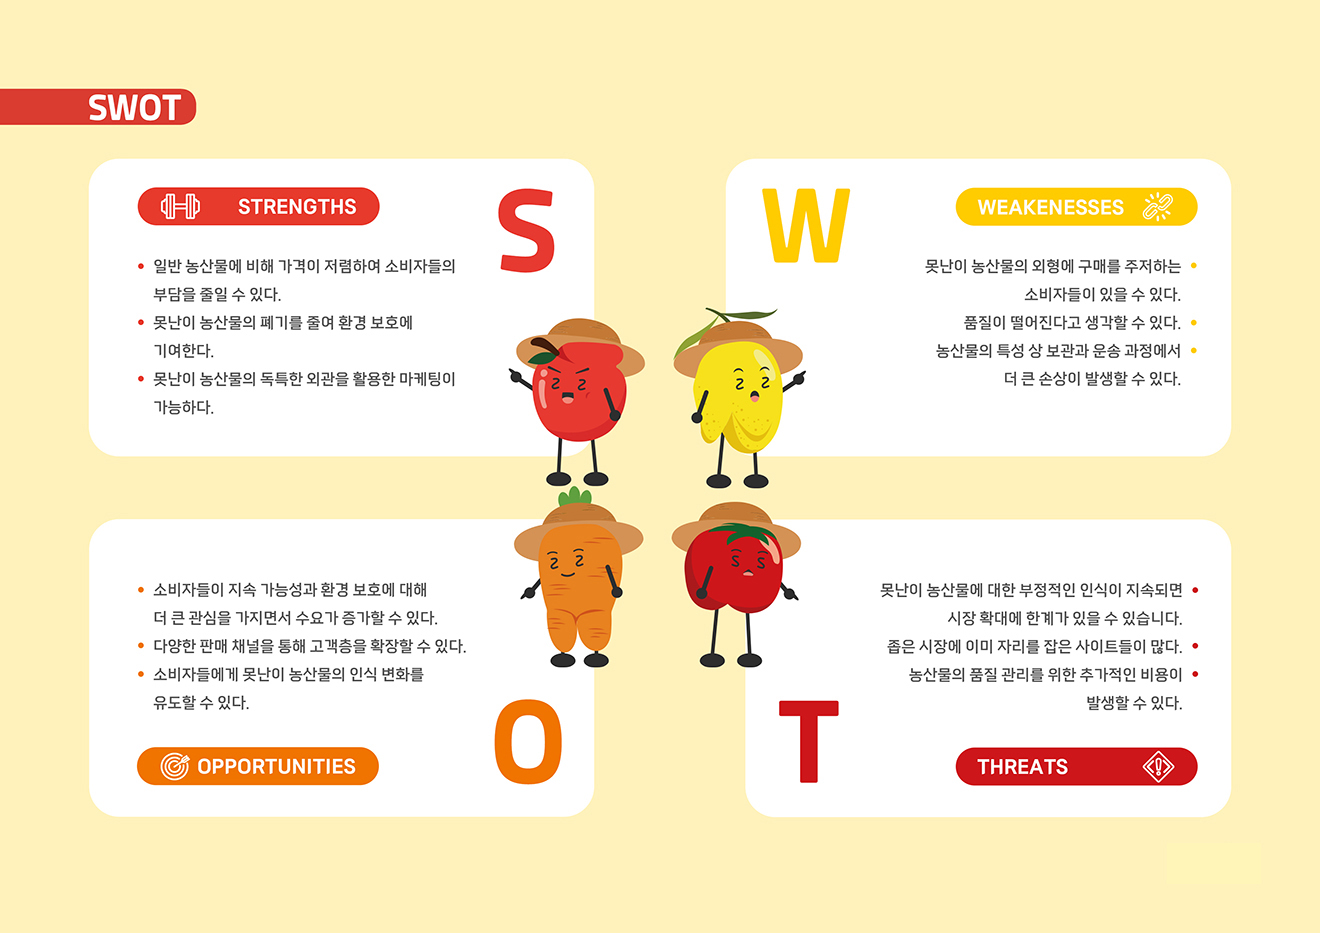 SWOT
STRENGTHS
S
일반 농산물에 비해 가격이 저렴하여 소비자들의
부담을 줄일 수 있다.
못난이 농산물의 폐기를 줄여 환경 보호에
기여한다.
못난이 농산물의 독특한 외관을 활용한 마케팅이
가능하다.
W
WEAKENESSES
못난이 농산물의 외형에 구매를 주저하는
소비자들이 있을 수 있다.
품질이 떨어진다고 생각할 수 있다.
농산물의 특성 상 보관과 운송 과정에서
더 큰 손상이 발생할 수 있다.
소비자들이 지속 가능성과 환경 보호에 대해
더 큰 관심을 가지면서 수요가 증가할 수 있다.
다양한 판매 채널을 통해 고객층을 확장할 수 있다.
소비자들에게 못난이 농산물의 인식 변화를
유도할 수 있다.
O
OPPORTUNITIES
못난이 농산물에 대한 부정적인 인식이 지속되면
시장 확대에 한계가 있을 수 있습니다.
좁은 시장에 이미 자리를 잡은 사이트들이 많다.
농산물의 품질 관리를 위한 추가적인 비용이
발생할 수 있다.
T
THREATS